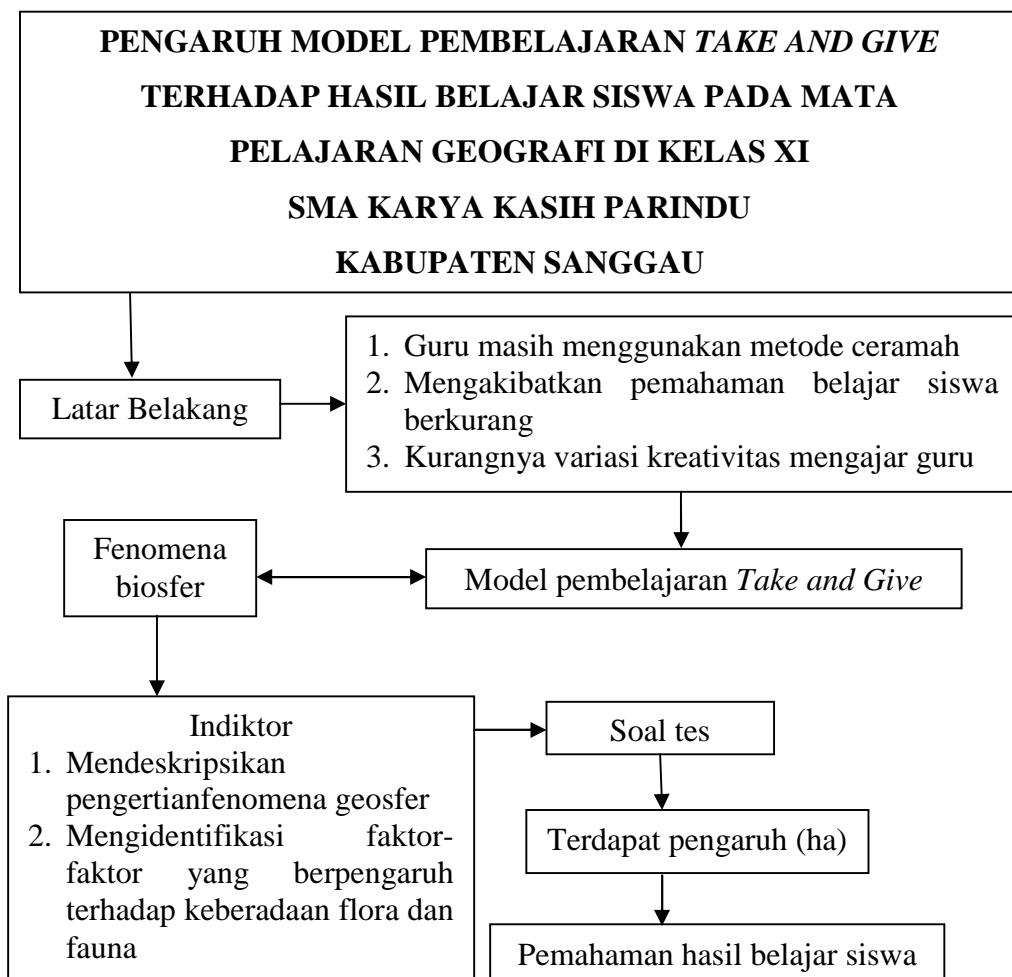 PENGARUH MODEL PEMBELAJARAN TAKE AND GIVE
TERHADAP HASIL BELAJAR SISWA PADA MATA
PELAJARAN GEOGRAFI DI KELAS XI
SMA KARYA KASIH PARINDU
KABUPATEN SANGGAU
Latar Belakang
1. Guru masih menggunakan metode ceramah
2. Mengakibatkan pemahaman belajar siswa
berkurang
3. Kurangnya variasi kreativitas mengajar guru
Fenomena
biosfer
Model pembelajaran Take and Give
Indiktor
1. Mendeskripsikan
pengertianfenomena geosfer
2. Mengidentifikasi faktor-
faktor yang berpengaruh
terhadap keberadaan flora dan
fauna
Soal tes
Terdapat pengaruh (ha)
Pemahaman hasil belajar siswa